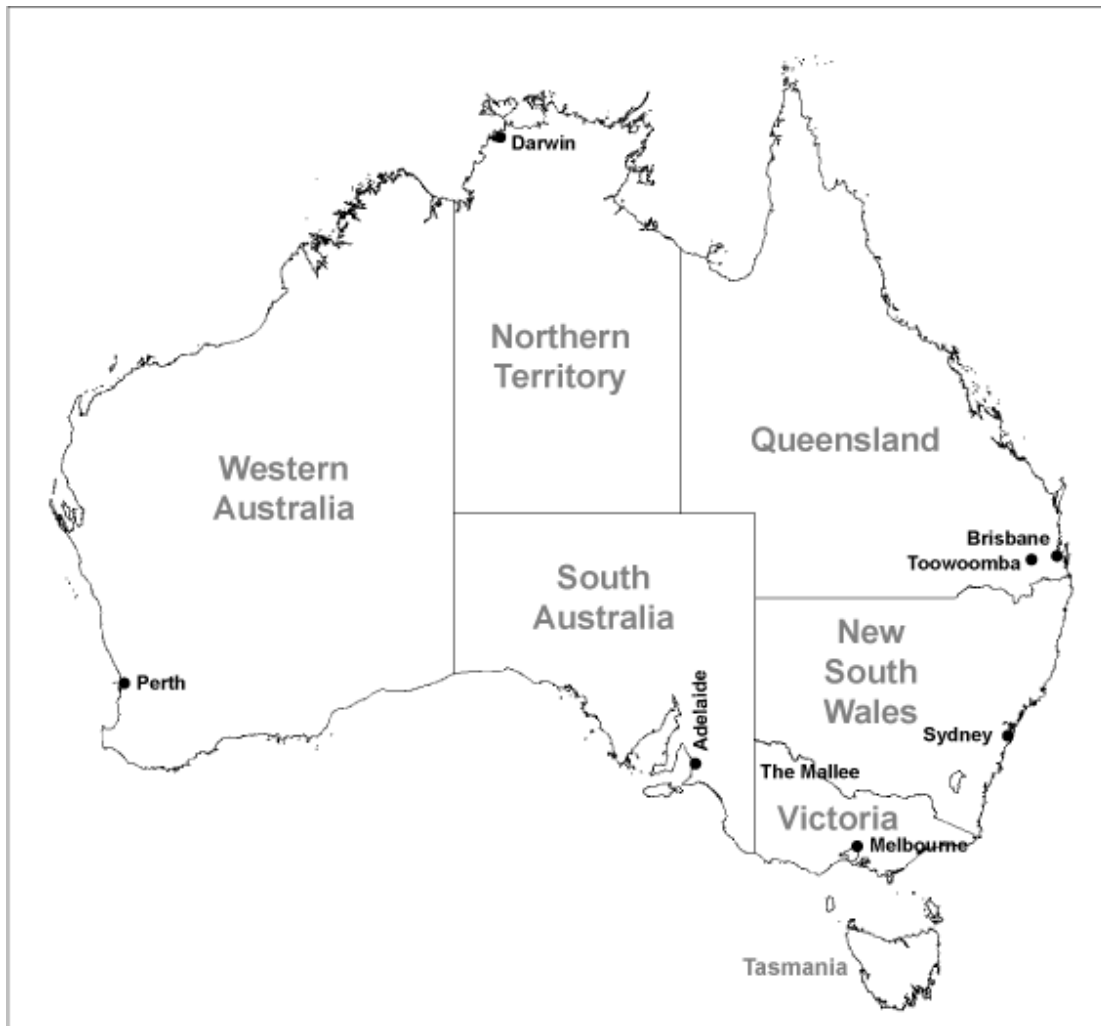 Darwin
Northern
Territory
Queensland
Western
Australia
Brisbane
Toowoomba
South
Australia
New
South
Wales
Perth
Adelaide
Sydney
The Mallee
Victoria
Melbourne
Tasmania